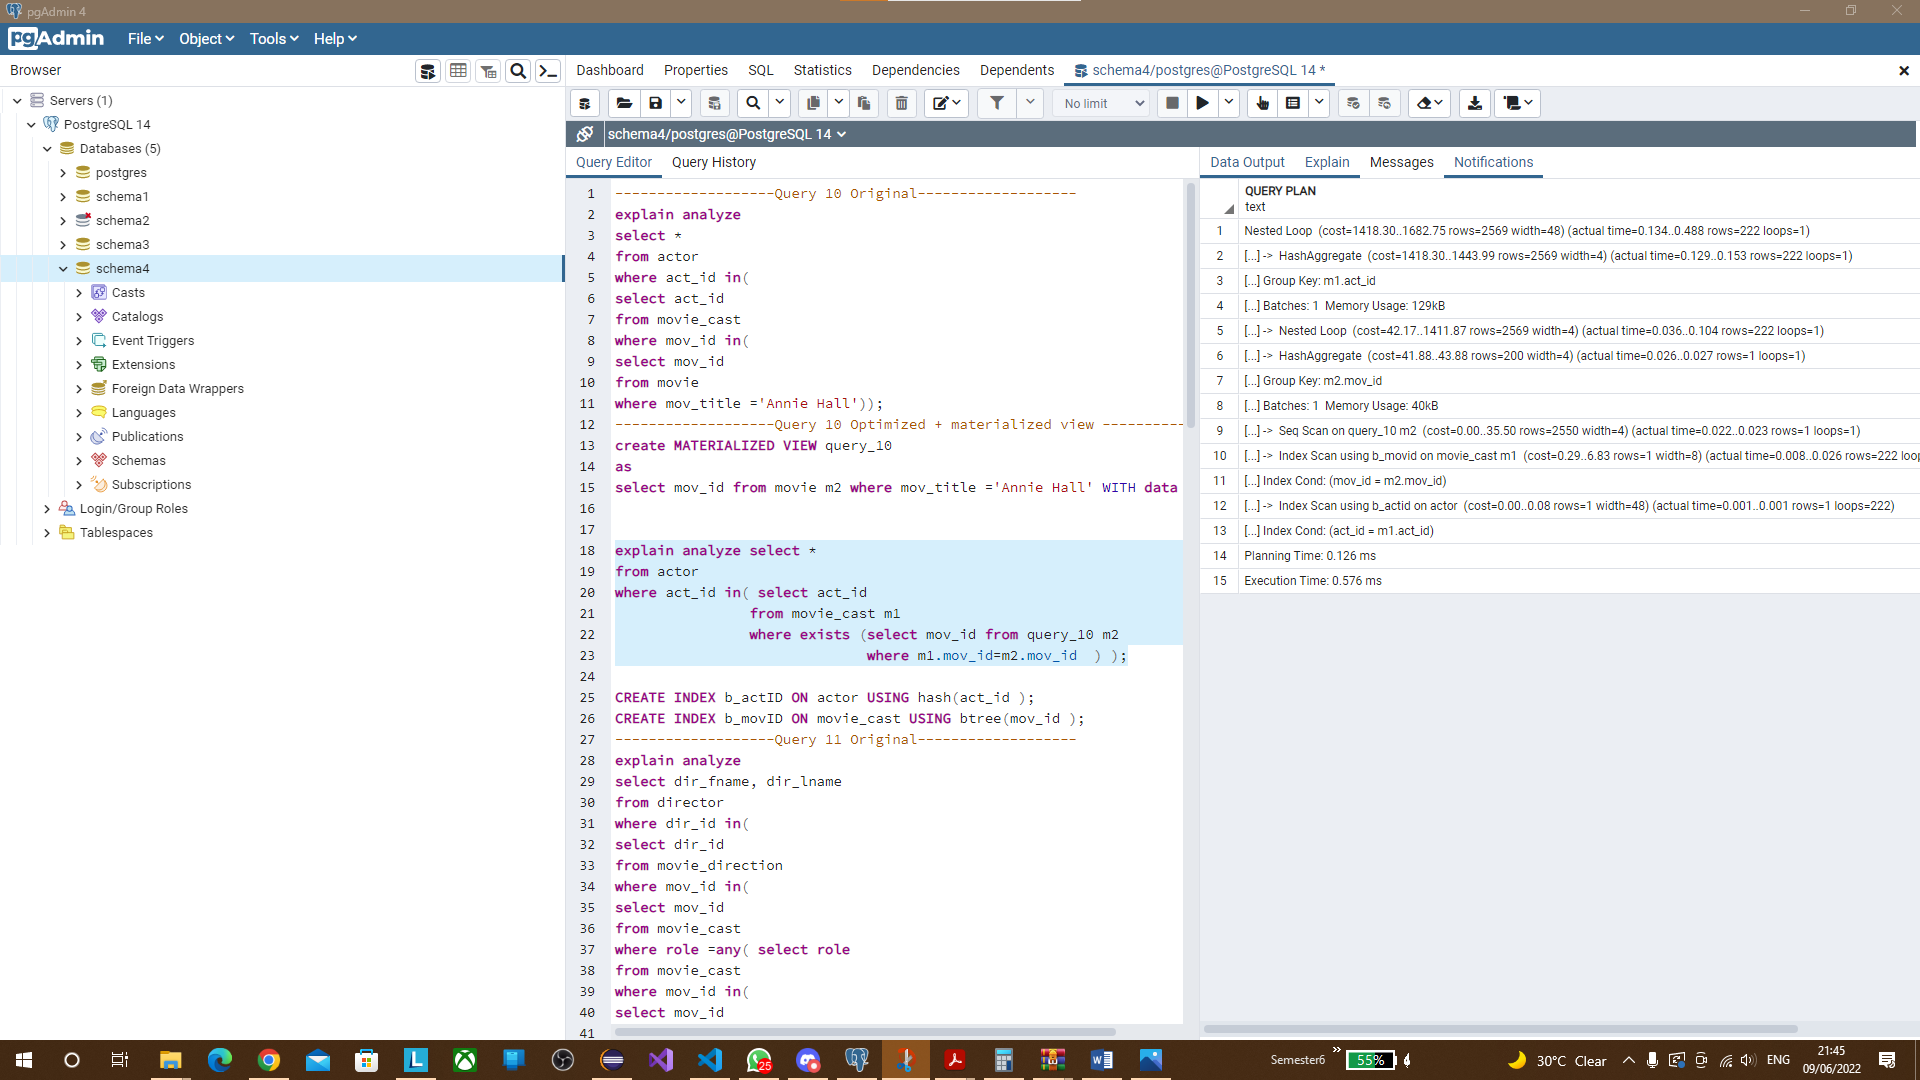 pgAdmin 4
pgAdmin File Object Tools Help
Browser
Dashboard Properties SQL Statistics Dependencies Dependents schema4/postgres@PostgreSQL 14 *
No limit
schema4/postgres@PostgreSQL 14
Servers (1)
PostgreSQL 14
Databases (5)
postgres
schema1
schema2
schema3
schema4
Casts
Catalogs
Event Triggers
Extensions
Foreign Data Wrappers
Languages
Publications
Schemas
Subscriptions
Login/Group Roles
Tablespaces
Query Editor Query History
1 -------------------Query 10 Original-------------------
2 explain analyze
3 select *
4 from actor
5 where act_id in(
6 select act_id
7 from movie_cast
8 where mov_id in(
9 select mov_id
10 from movie
11 where mov_title ='Annie Hall'));
12 -------------------Query 10 Optimized + materialized view ----------
13 create MATERIALIZED VIEW query_10
14 as
15 select mov_id from movie m2 where mov_title ='Annie Hall' WITH data
16
17
18 explain analyze select *
19 from actor
20 where act_id in( select act_id
21 from movie_cast m1
22 where exists (select mov_id from query_10 m2
23 where m1.mov_id=m2.mov_id ) );
24
25 CREATE INDEX b_actID ON actor USING hash(act_id );
26 CREATE INDEX b_movID ON movie_cast USING btree(mov_id );
27 -------------------Query 11 Original-------------------
28 explain analyze
29 select dir_fname, dir_lname
30 from director
31 where dir_id in(
32 select dir_id
33 from movie_direction
34 where mov_id in(
35 select mov_id
36 from movie_cast
37 where role =any( select role
38 from movie_cast
39 where mov_id in(
40 select mov_id
41
Data Output Explain Messages Notifications
QUERY PLAN
text
1 Nested Loop (cost=1418.30..1682.75 rows=2569 width=48) (actual time=0.134..0.488 rows=222 loops=1)
2 [...] -> HashAggregate (cost=1418.30..1443.99 rows=2569 width=4) (actual time=0.129..0.153 rows=222 loops=1)
3 [...] Group Key: m1.act_id
4 [...] Batches: 1 Memory Usage: 129kB
5 [...] -> Nested Loop (cost=42.17..1411.87 rows=2569 width=4) (actual time=0.036..0.104 rows=222 loops=1)
6 [...] -> HashAggregate (cost=41.88..43.88 rows=200 width=4) (actual time=0.026..0.027 rows=1 loops=1)
7 [...] Group Key: m2.mov_id
8 [...] Batches: 1 Memory Usage: 40kB
9 [...] -> Seq Scan on query_10 m2 (cost=0.00..35.50 rows=2550 width=4) (actual time=0.022..0.023 rows=1 loops=1)
10 [...] -> Index Scan using b_movid on movie_cast m1 (cost=0.29..6.83 rows=1 width=8) (actual time=0.008..0.026 rows=222 loop
11 [...] Index Cond: (mov_id = m2.mov_id)
12 [...] -> Index Scan using b_actid on actor (cost=0.00..0.08 rows=1 width=48) (actual time=0.001..0.001 rows=1 loops=222)
13 [...] Index Cond: (act_id = m1.act_id)
14 Planning Time: 0.126 ms
15 Execution Time: 0.576 ms
L
25
Semester6
55%
30°C Clear
ENG
21:45
09/06/2022